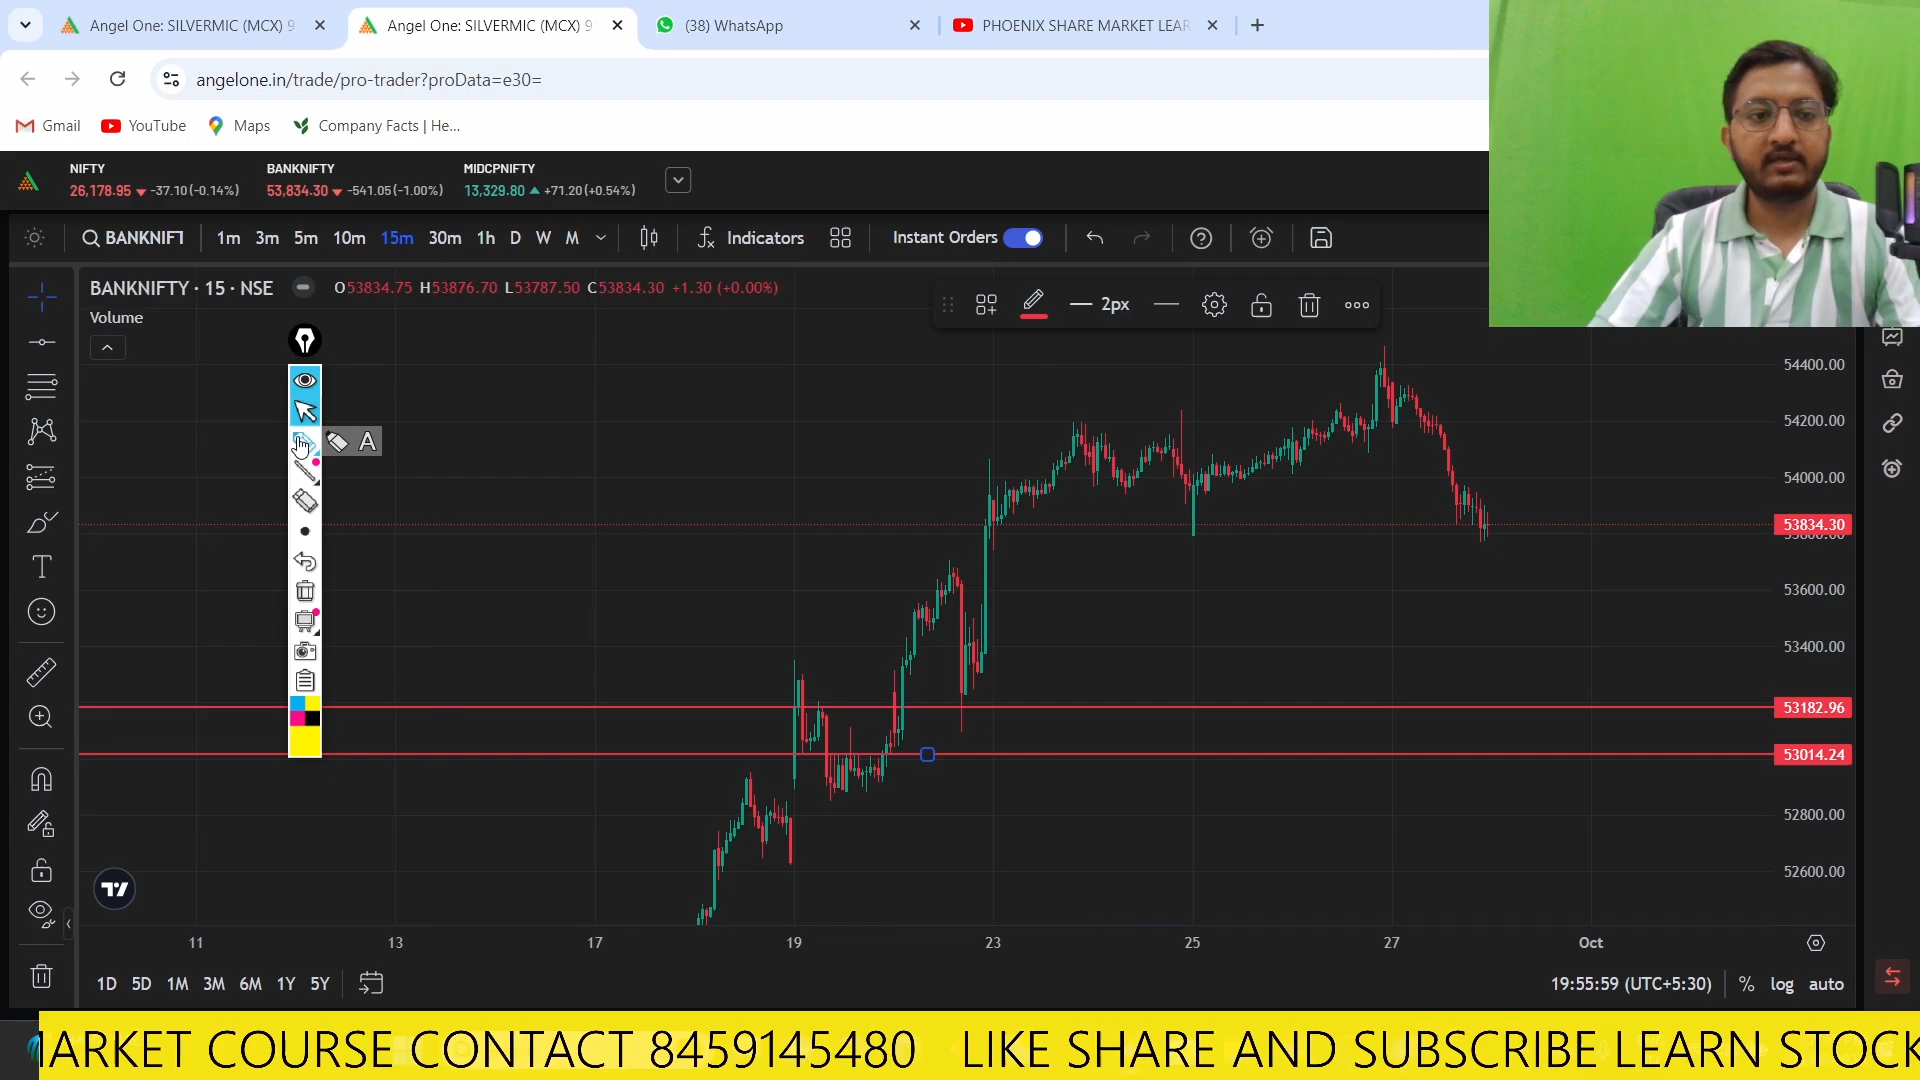 Angel One: SILVERMIC (MCX) 9
Angel One: SILVERMIC (MCX) 9
(38) WhatsApp
PHOENIX SHARE MARKET LEAR
angelone.in/trade/pro-trader?proData=e30=
Gmail
YouTube
Maps
Company Facts | He...
NIFTY
26,178.95 -37.10 (-0.14%)
BANKNIFTY
53,834.30 -541.05 (-1.00%)
MIDCPNIFTY
13,329.80 +71.20 (+0.54%)
BANKNIFT
1m 3m 5m 10m 15m 30m 1h D W M
Indicators
Instant Orders
BANKNIFTY · 15 · NSE
O53834.75 H53876.70 L53787.50 C53834.30 +1.30 (+0.00%)
Volume
2px
A
54400.00
54200.00
54000.00
53834.30
53800.00
53600.00
53400.00
53182.96
53014.24
52800.00
52600.00
11 13 17 19 23 25 27 Oct
1D 5D 1M 3M 6M 1Y 5Y
19:55:59 (UTC+5:30)
% log auto
MARKET COURSE CONTACT 8459145480 LIKE SHARE AND SUBSCRIBE LEARN STOCK